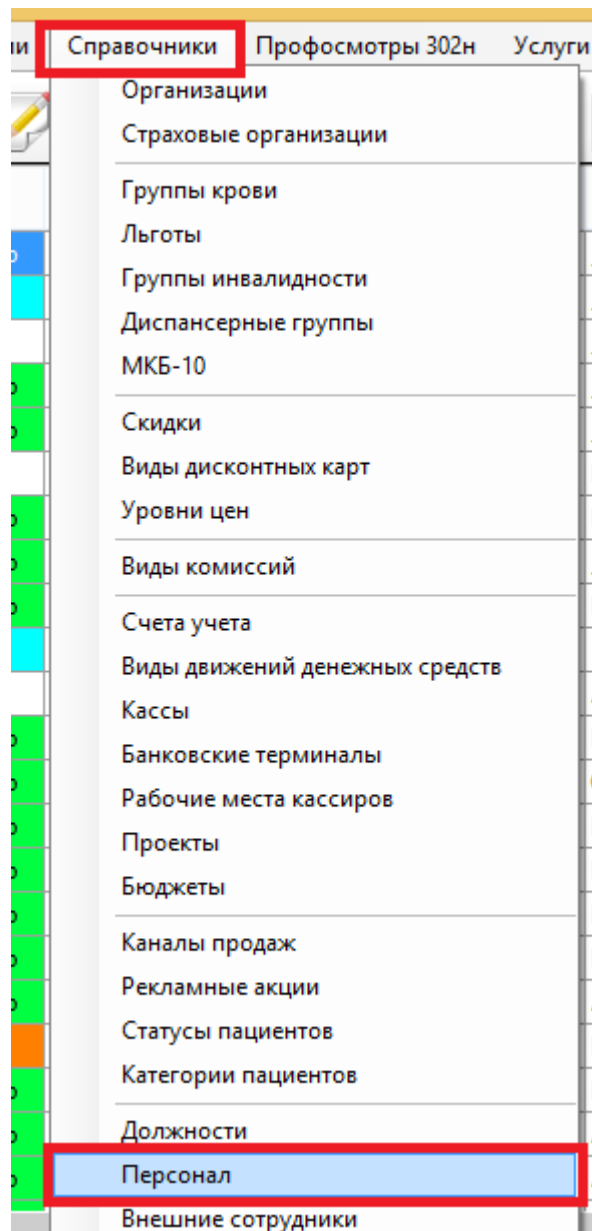 Справочники Профосмотры 302н Услуги
Организации
Страховые организации
Группы крови
Льготы
Группы инвалидности
Диспансерные группы
МКБ-10
Скидки
Виды дисконтных карт
Уровни цен
Виды комиссий
Счета учета
Виды движений денежных средств
Кассы
Банковские терминалы
Рабочие места кассиров
Проекты
Бюджеты
Каналы продаж
Рекламные акции
Статусы пациентов
Категории пациентов
Должности
Персонал
Внешние сотрудники